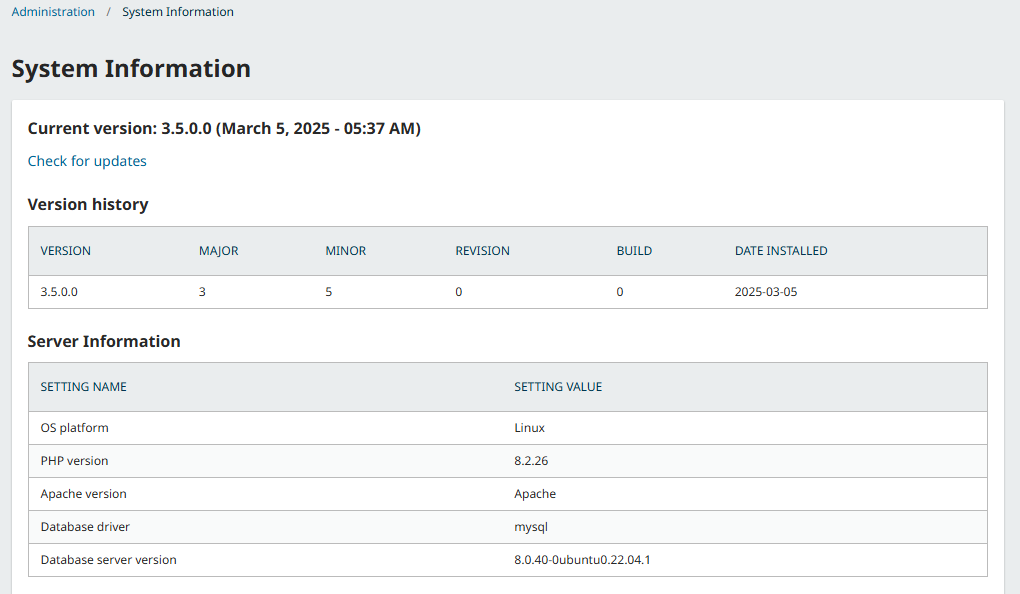 Administration / System Information
System Information
Current version: 3.5.0.0 (March 5, 2025 - 05:37 AM)
Check for updates
Version history
VERSION MAJOR MINOR REVISION BUILD DATE INSTALLED
3.5.0.0 3 5 0 0 2025-03-05
Server Information
SETTING NAME SETTING VALUE
OS platform Linux
PHP version 8.2.26
Apache version Apache
Database driver mysql
Database server version 8.0.40-0ubuntu0.22.04.1